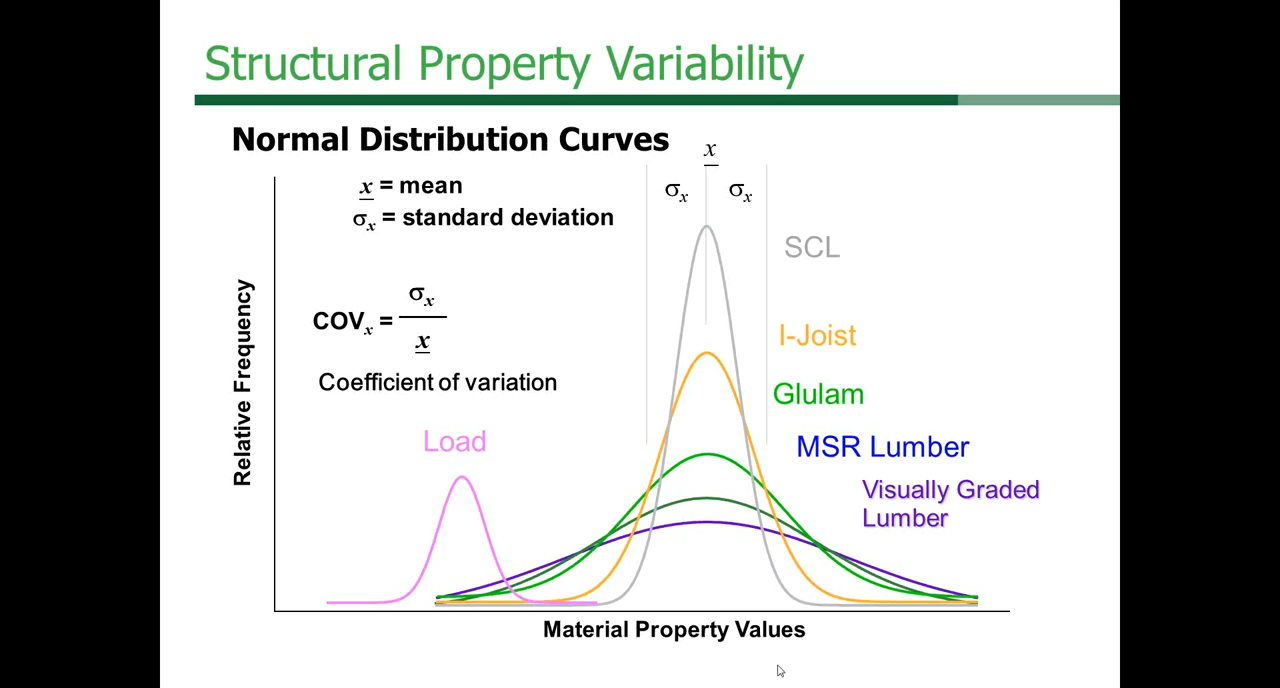 Structural Property Variability
Normal Distribution Curves
x
x = mean
σx σx
σx = standard deviation
SCL
σx
COVx =
x
I-Joist
Coefficient of variation
Glulam
Load
MSR Lumber
Visually Graded
Lumber
Relative Frequency
Material Property Values